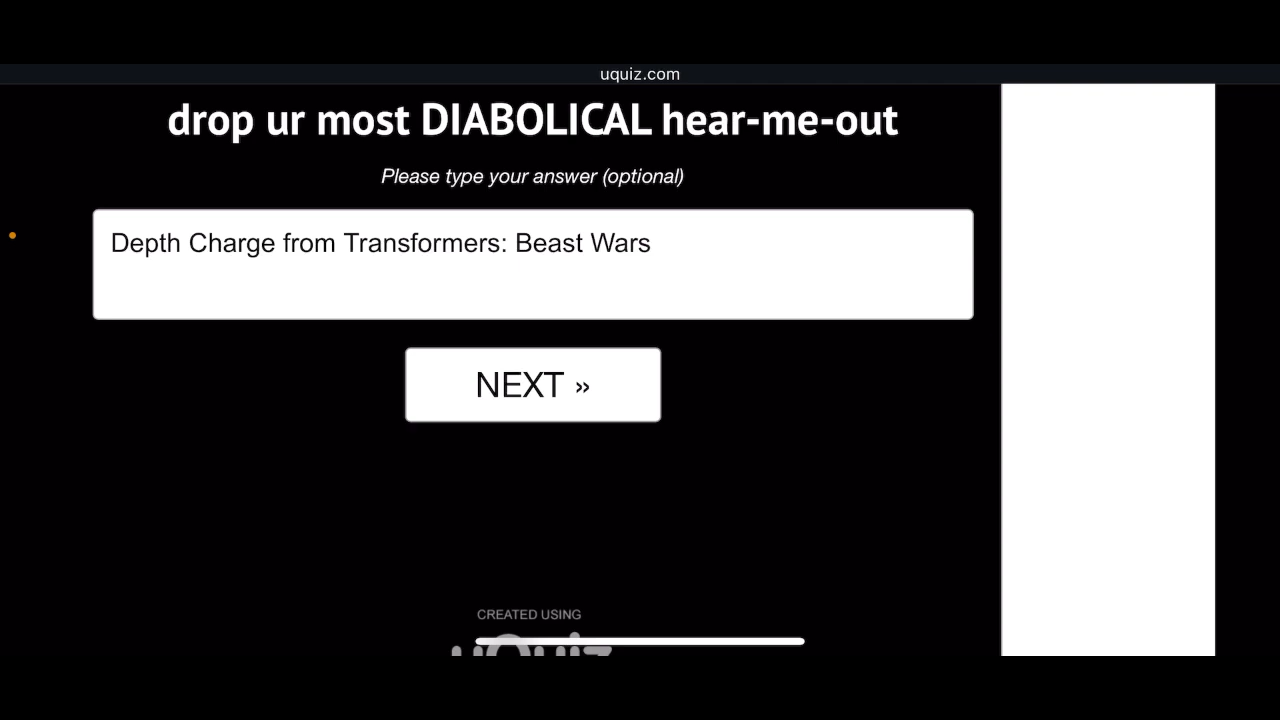 uquiz.com
drop ur most DIABOLICAL hear-me-out
Please type your answer (optional)
Depth Charge from Transformers: Beast Wars
NEXT »
CREATED USING
uQuiz